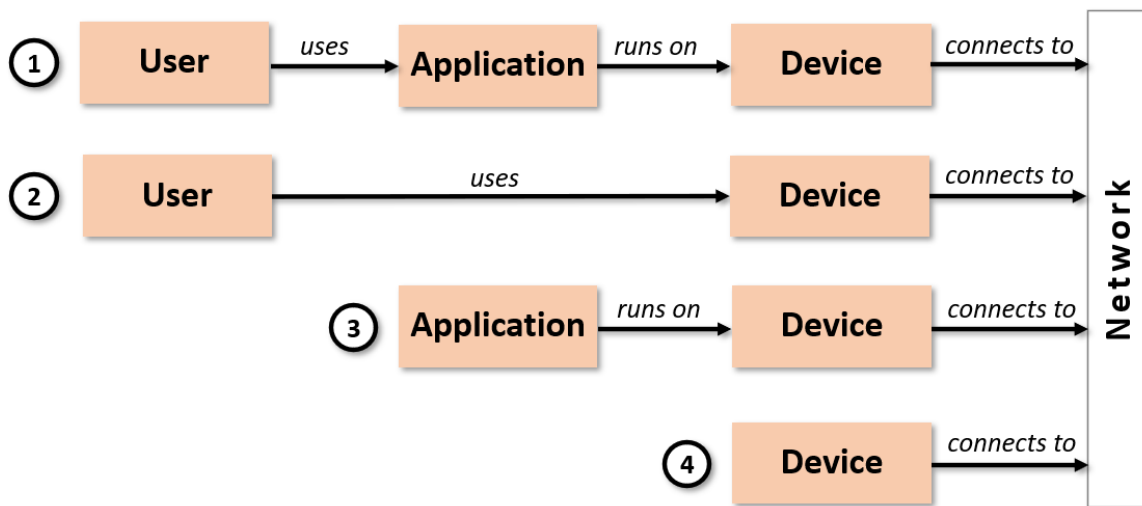 1 User uses Application runs on Device connects to
2 User uses Device connects to
3 Application runs on Device connects to
4 Device connects to
Network